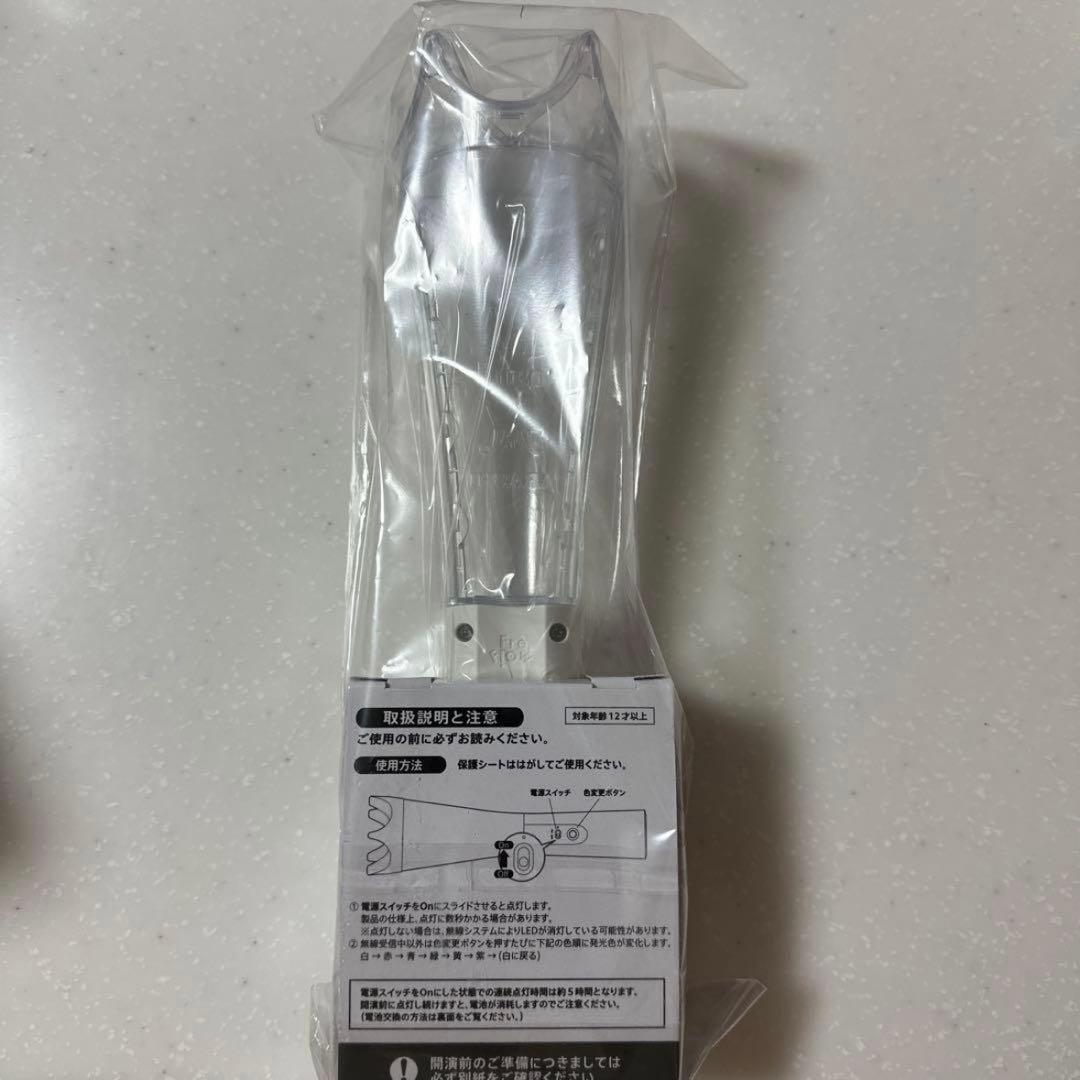 Fre
取扱説明と注意
対象年齢12才以上
ご使用の前に必ずお読みください。
使用方法
保護シートははがしてご使用ください。
電源スイッチ 色変更ボタン
On
Off
① 電源スイッチをOnにスライドさせると点灯します。
製品の仕様上、点灯に数秒かかる場合があります。
※点灯しない場合は、無線システムによりLEDが消灯している可能性があります。
② 無線受信中以外は色変更ボタンを押すたびに下記の色順に発光色が変化します。
白→赤→青→緑→黄→紫→(白に戻る)
電源スイッチをOnにした状態での連続点灯時間は約5時間となります。
開演前に点灯し続けますと、電池が消耗しますのでご注意ください。
(電池交換の方法は裏面をご覧ください。)
開演前のご準備につきましては
必ず別紙をご確認ください